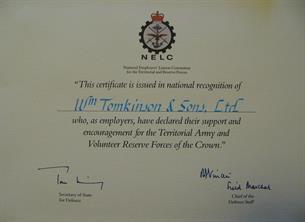 NELC
National Employers' Liaison Committee
for the Territorial and Reserve Forces
"This certificate is issued in national recognition of
Wm Tomkinson & Sons, Ltd
who, as employers, have declared their support and
encouragement for the Territorial Army and
Volunteer Reserve Forces of the Crown."
Secretary of State
for Defence
Chief of the
Defence Staff